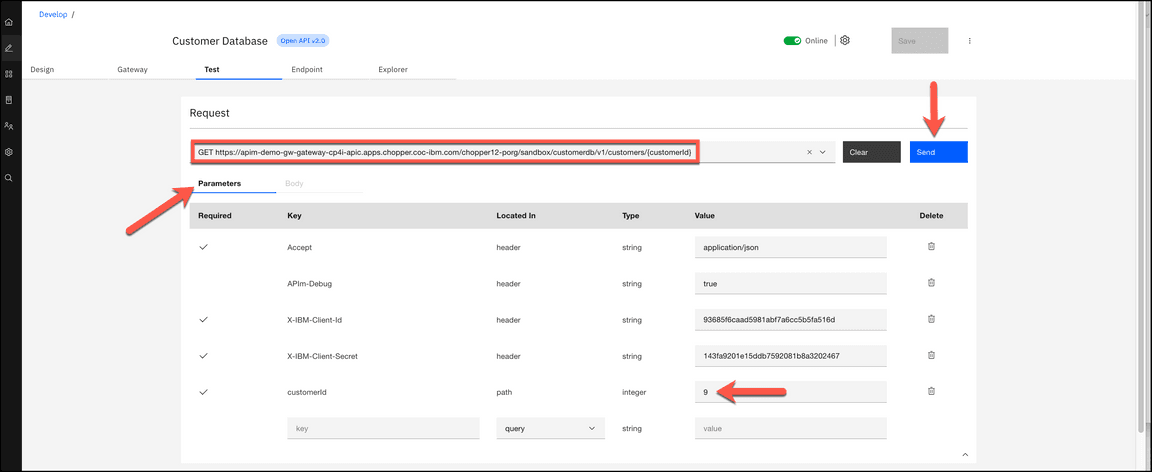 Develop /
Customer Database Open API v2.0 Online Save
Design Gateway Test Endpoint Explorer
Request
GET https://apim-demo-gw-gateway-cp4i-apic.apps.chopper.coc-ibm.com/chopper12-porg/sandbox/customerdb/v1/customers/{customerId} Clear Send
Parameters Body
Required Key Located In Type Value Delete
Accept header string application/json
APIm-Debug header string true
X-IBM-Client-Id header string 93685f6caad5981abf7a6cc5b5fa516d
X-IBM-Client-Secret header string 143fa9201e15ddb7592081b8a3202467
customerId path integer 9
key query string value